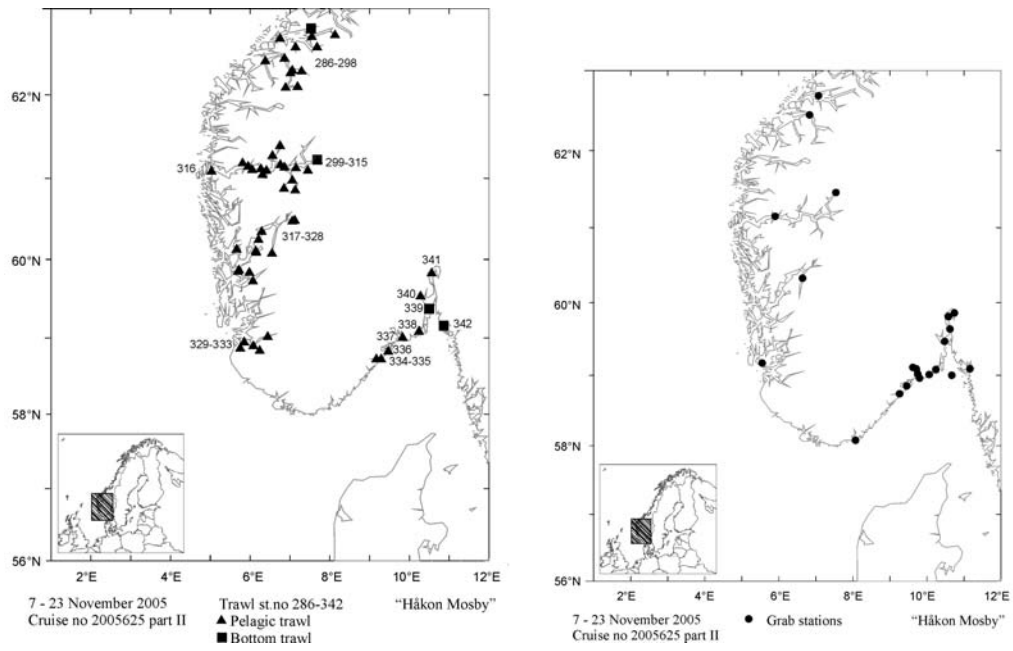 286-298
62°N
316
299-315
317-328
60°N
341
340
339
342
338
337
329-333
336
334-335
58°N
56°N
2°E 4°E 6°E 8°E 10°E 12°E
7 - 23 November 2005 Trawl st.no 286-342 “Håkon Mosby”
Cruise no 2005625 part II ▲ Pelagic trawl
■ Bottom trawl
62°N
60°N
58°N
56°N
2°E 4°E 6°E 8°E 10°E 12°E
7 - 23 November 2005 ● Grab stations “Håkon Mosby”
Cruise no 2005625 part II